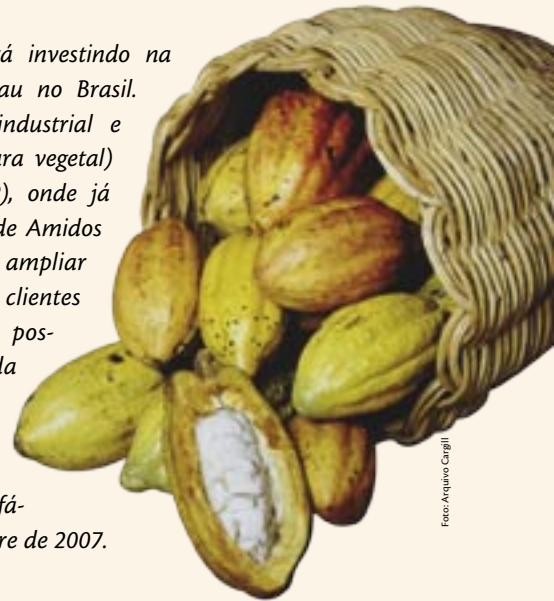 á investindo na
au no Brasil.
industrial e
ra vegetal)
), onde já
de Amidos
ampliar
clientes
pos-
la
fá-
re de 2007.
Foto: Arquivo Cargill